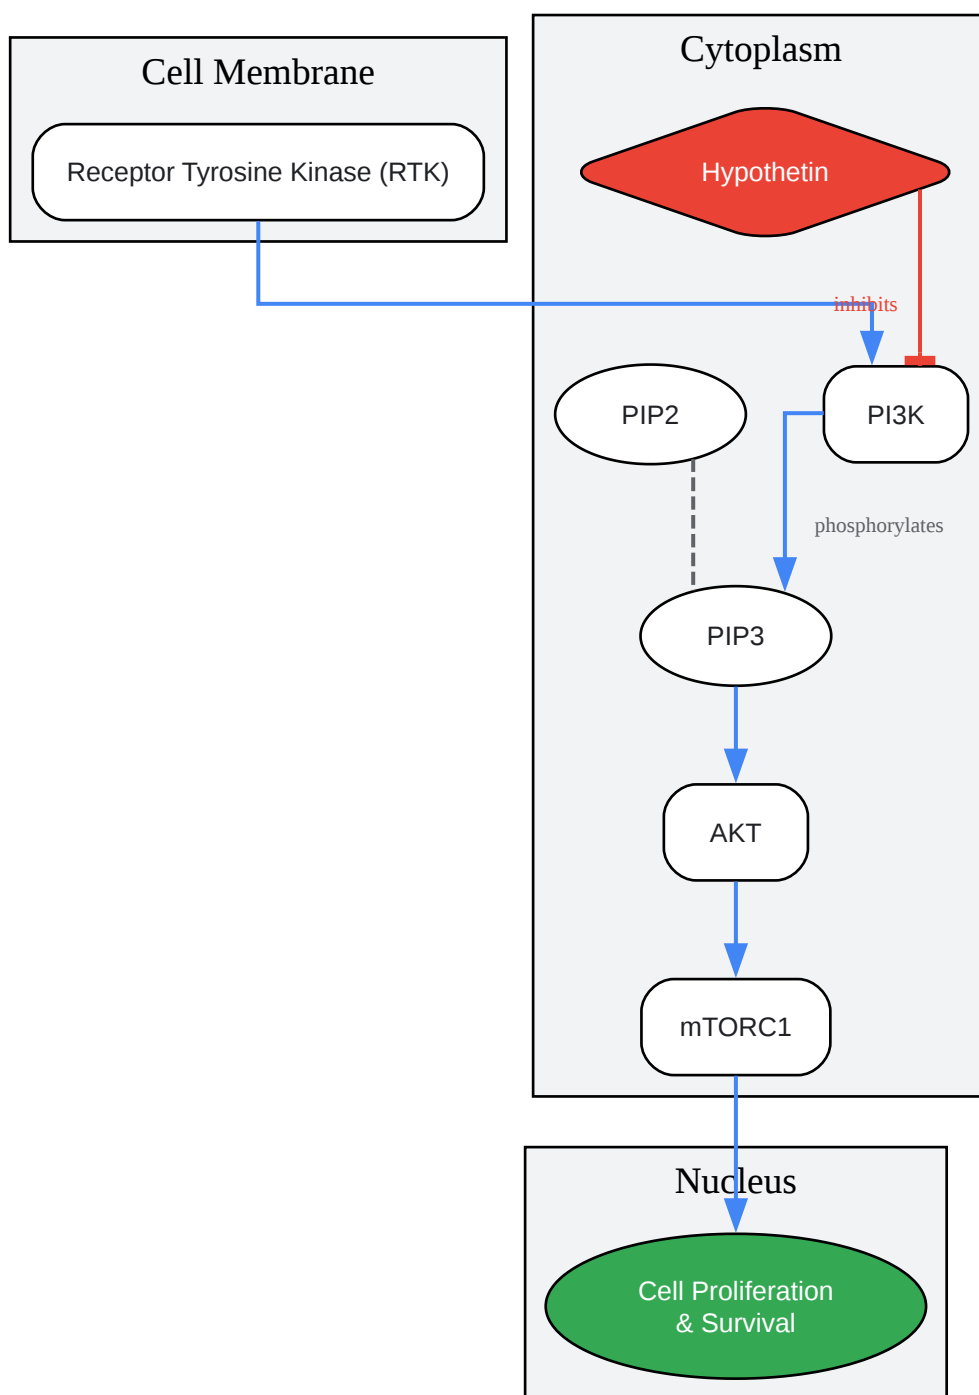 Cell Membrane
Receptor Tyrosine Kinase (RTK)
Cytoplasm
Hypothetin
inhibits
PIP2
PI3K
phosphorylates
PIP3
AKT
mTORC1
Nucleus
Cell Proliferation
& Survival